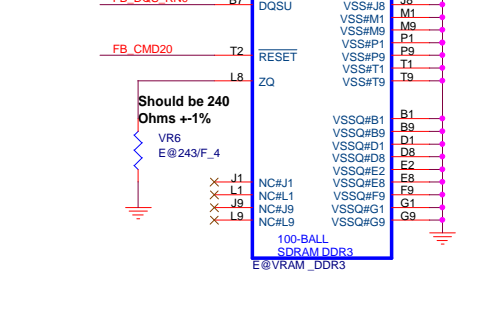 FB_DQS_RN3 B7 DQSU
FB_CMD20 T2 RESET
L8 ZQ
Should be 240
Ohms +-1%
VR6
E@243/F_4
J1 NC#J1
L1 NC#L1
J9 NC#J9
L9 NC#L9
VSS#J8 J8
VSS#M1 M1
VSS#M9 M9
VSS#P1 P1
VSS#P9 P9
VSS#T1 T1
VSS#T9 T9
VSSQ#B1 B1
VSSQ#B9 B9
VSSQ#D1 D1
VSSQ#D8 D8
VSSQ#E2 E2
VSSQ#E8 E8
VSSQ#F9 F9
VSSQ#G1 G1
VSSQ#G9 G9
100-BALL
SDRAM DDR3
E@VRAM _DDR3